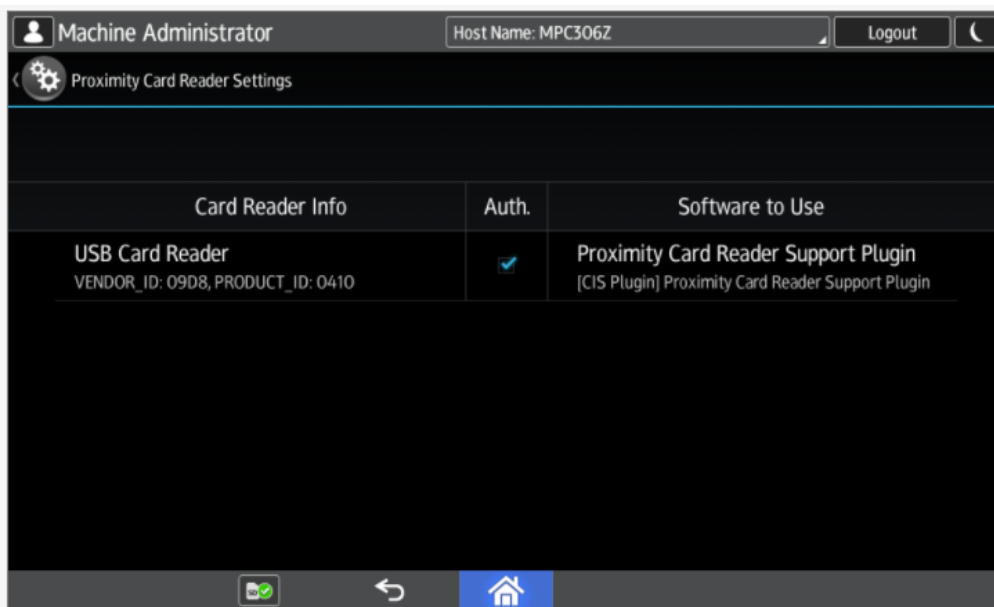 Machine Administrator
Host Name: MPC306Z
Logout
Proximity Card Reader Settings
Card Reader Info
Auth.
Software to Use
USB Card Reader
Proximity Card Reader Support Plugin
VENDOR_ID: 09D8, PRODUCT_ID: 0410
[CIS Plugin] Proximity Card Reader Support Plugin
SD